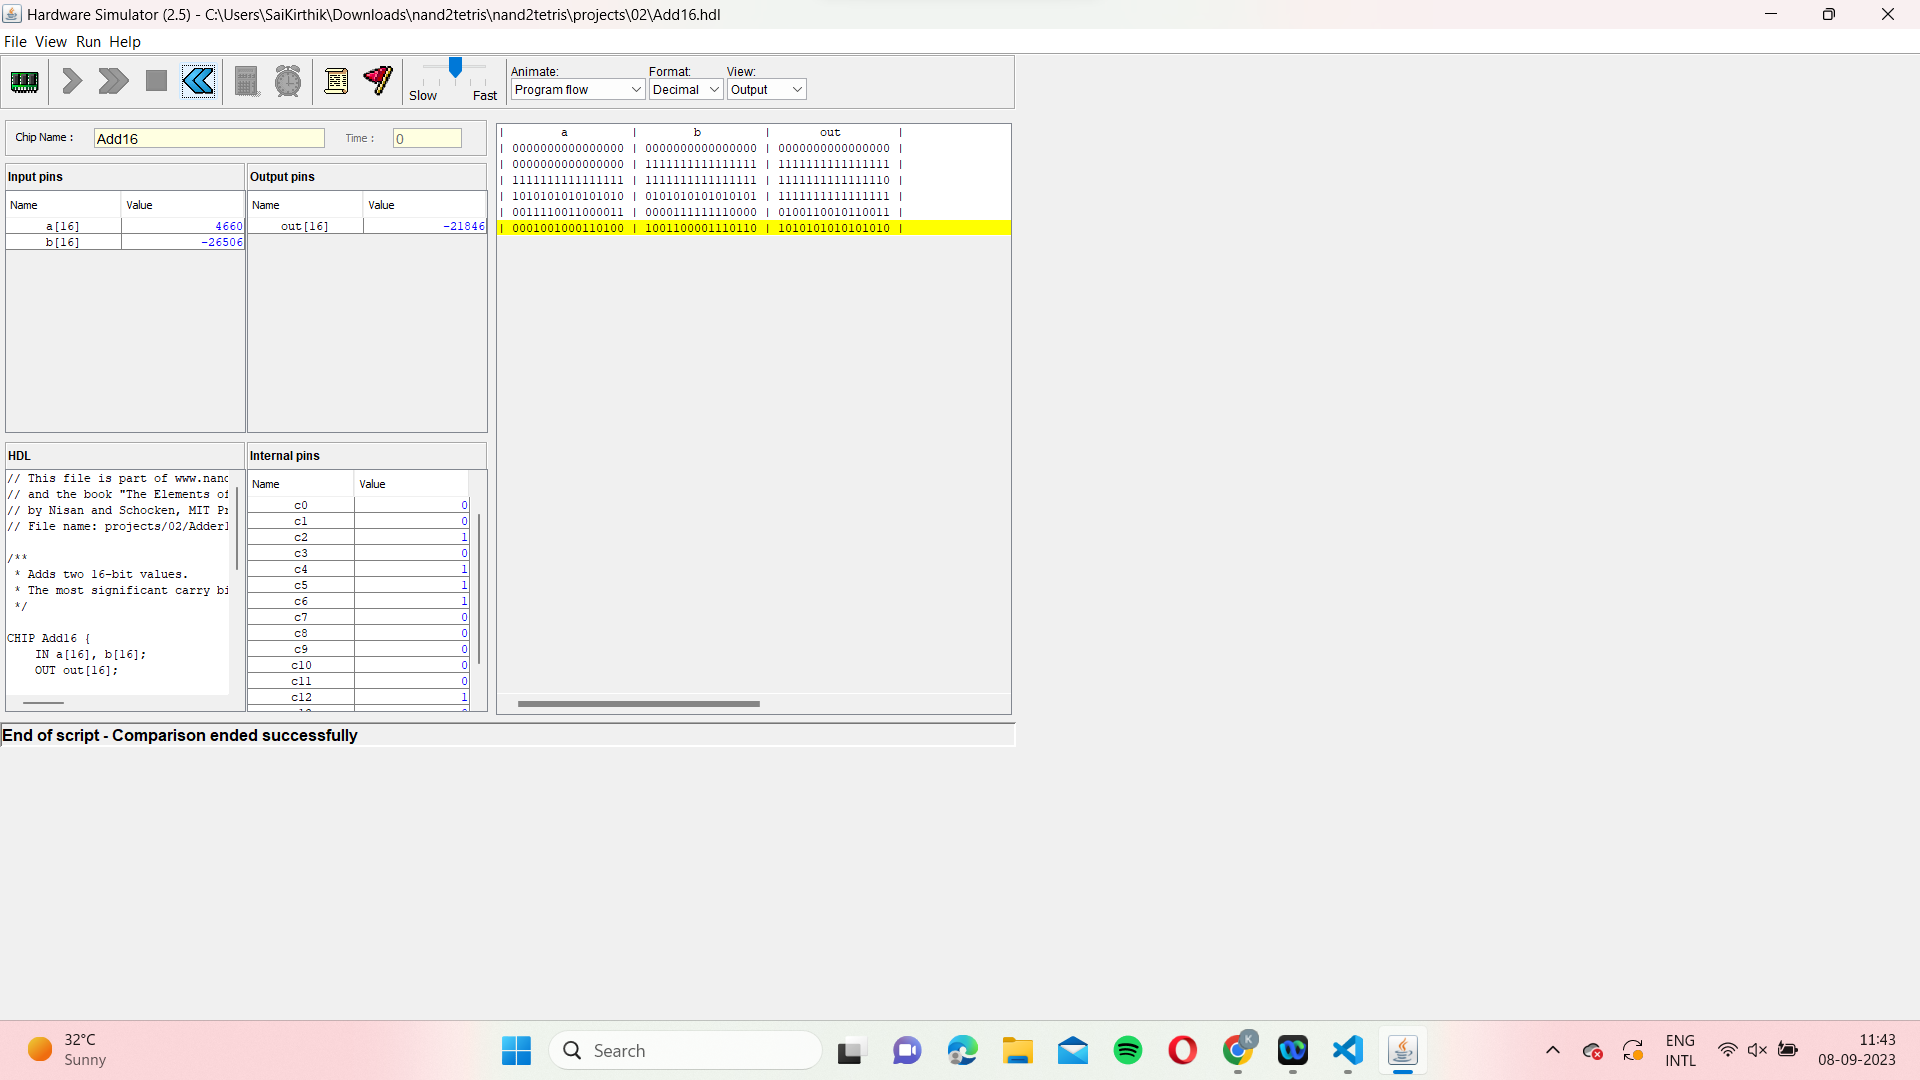 Hardware Simulator (2.5) - C:\Users\SaiKirthik\Downloads\nand2tetris\nand2tetris\projects\02\Add16.hdl
File View Run Help
Slow Fast
Animate: Format: View:
Program flow Decimal Output
Chip Name : Add16 Time : 0
Input pins
Name Value
a[16] 4660
b[16] -26506
Output pins
Name Value
out[16] -21846
| a | b | out |
| 0000000000000000 | 0000000000000000 | 0000000000000000 |
| 0000000000000000 | 1111111111111111 | 1111111111111111 |
| 1111111111111111 | 1111111111111111 | 1111111111111110 |
| 1010101010101010 | 0101010101010101 | 1111111111111111 |
| 0011110011000011 | 0000111111110000 | 0100110010110011 |
| 0001001000110100 | 1001100001110110 | 1010101010101010 |
HDL
// This file is part of www.nand
// and the book "The Elements of
// by Nisan and Schocken, MIT Pr
// File name: projects/02/Adder1
/**
* Adds two 16-bit values.
* The most significant carry bi
*/
CHIP Add16 {
IN a[16], b[16];
OUT out[16];
Internal pins
Name Value
c0 0
c1 0
c2 1
c3 0
c4 1
c5 1
c6 1
c7 0
c8 0
c9 0
c10 0
c11 0
c12 1
End of script - Comparison ended successfully
32°C
Sunny
Search
K
ENG
INTL
11:43
08-09-2023